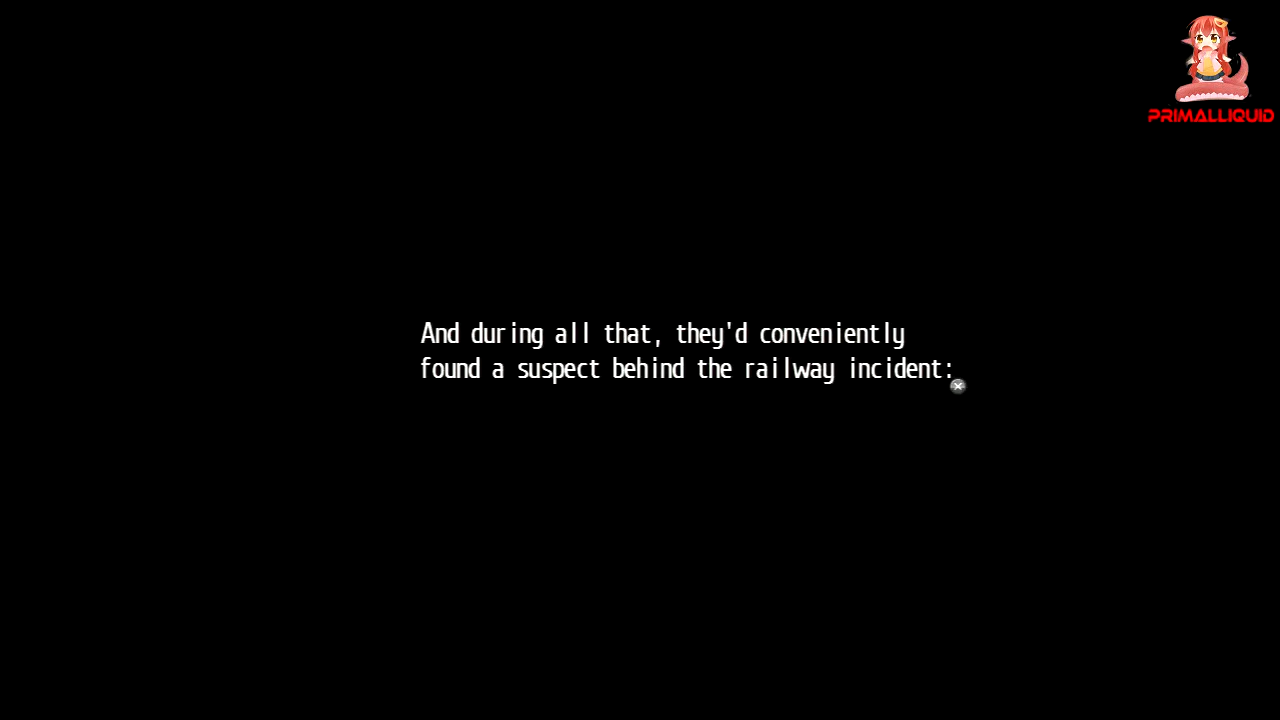 PRIMALLIQUID
And during all that, they'd conveniently
found a suspect behind the railway incident: